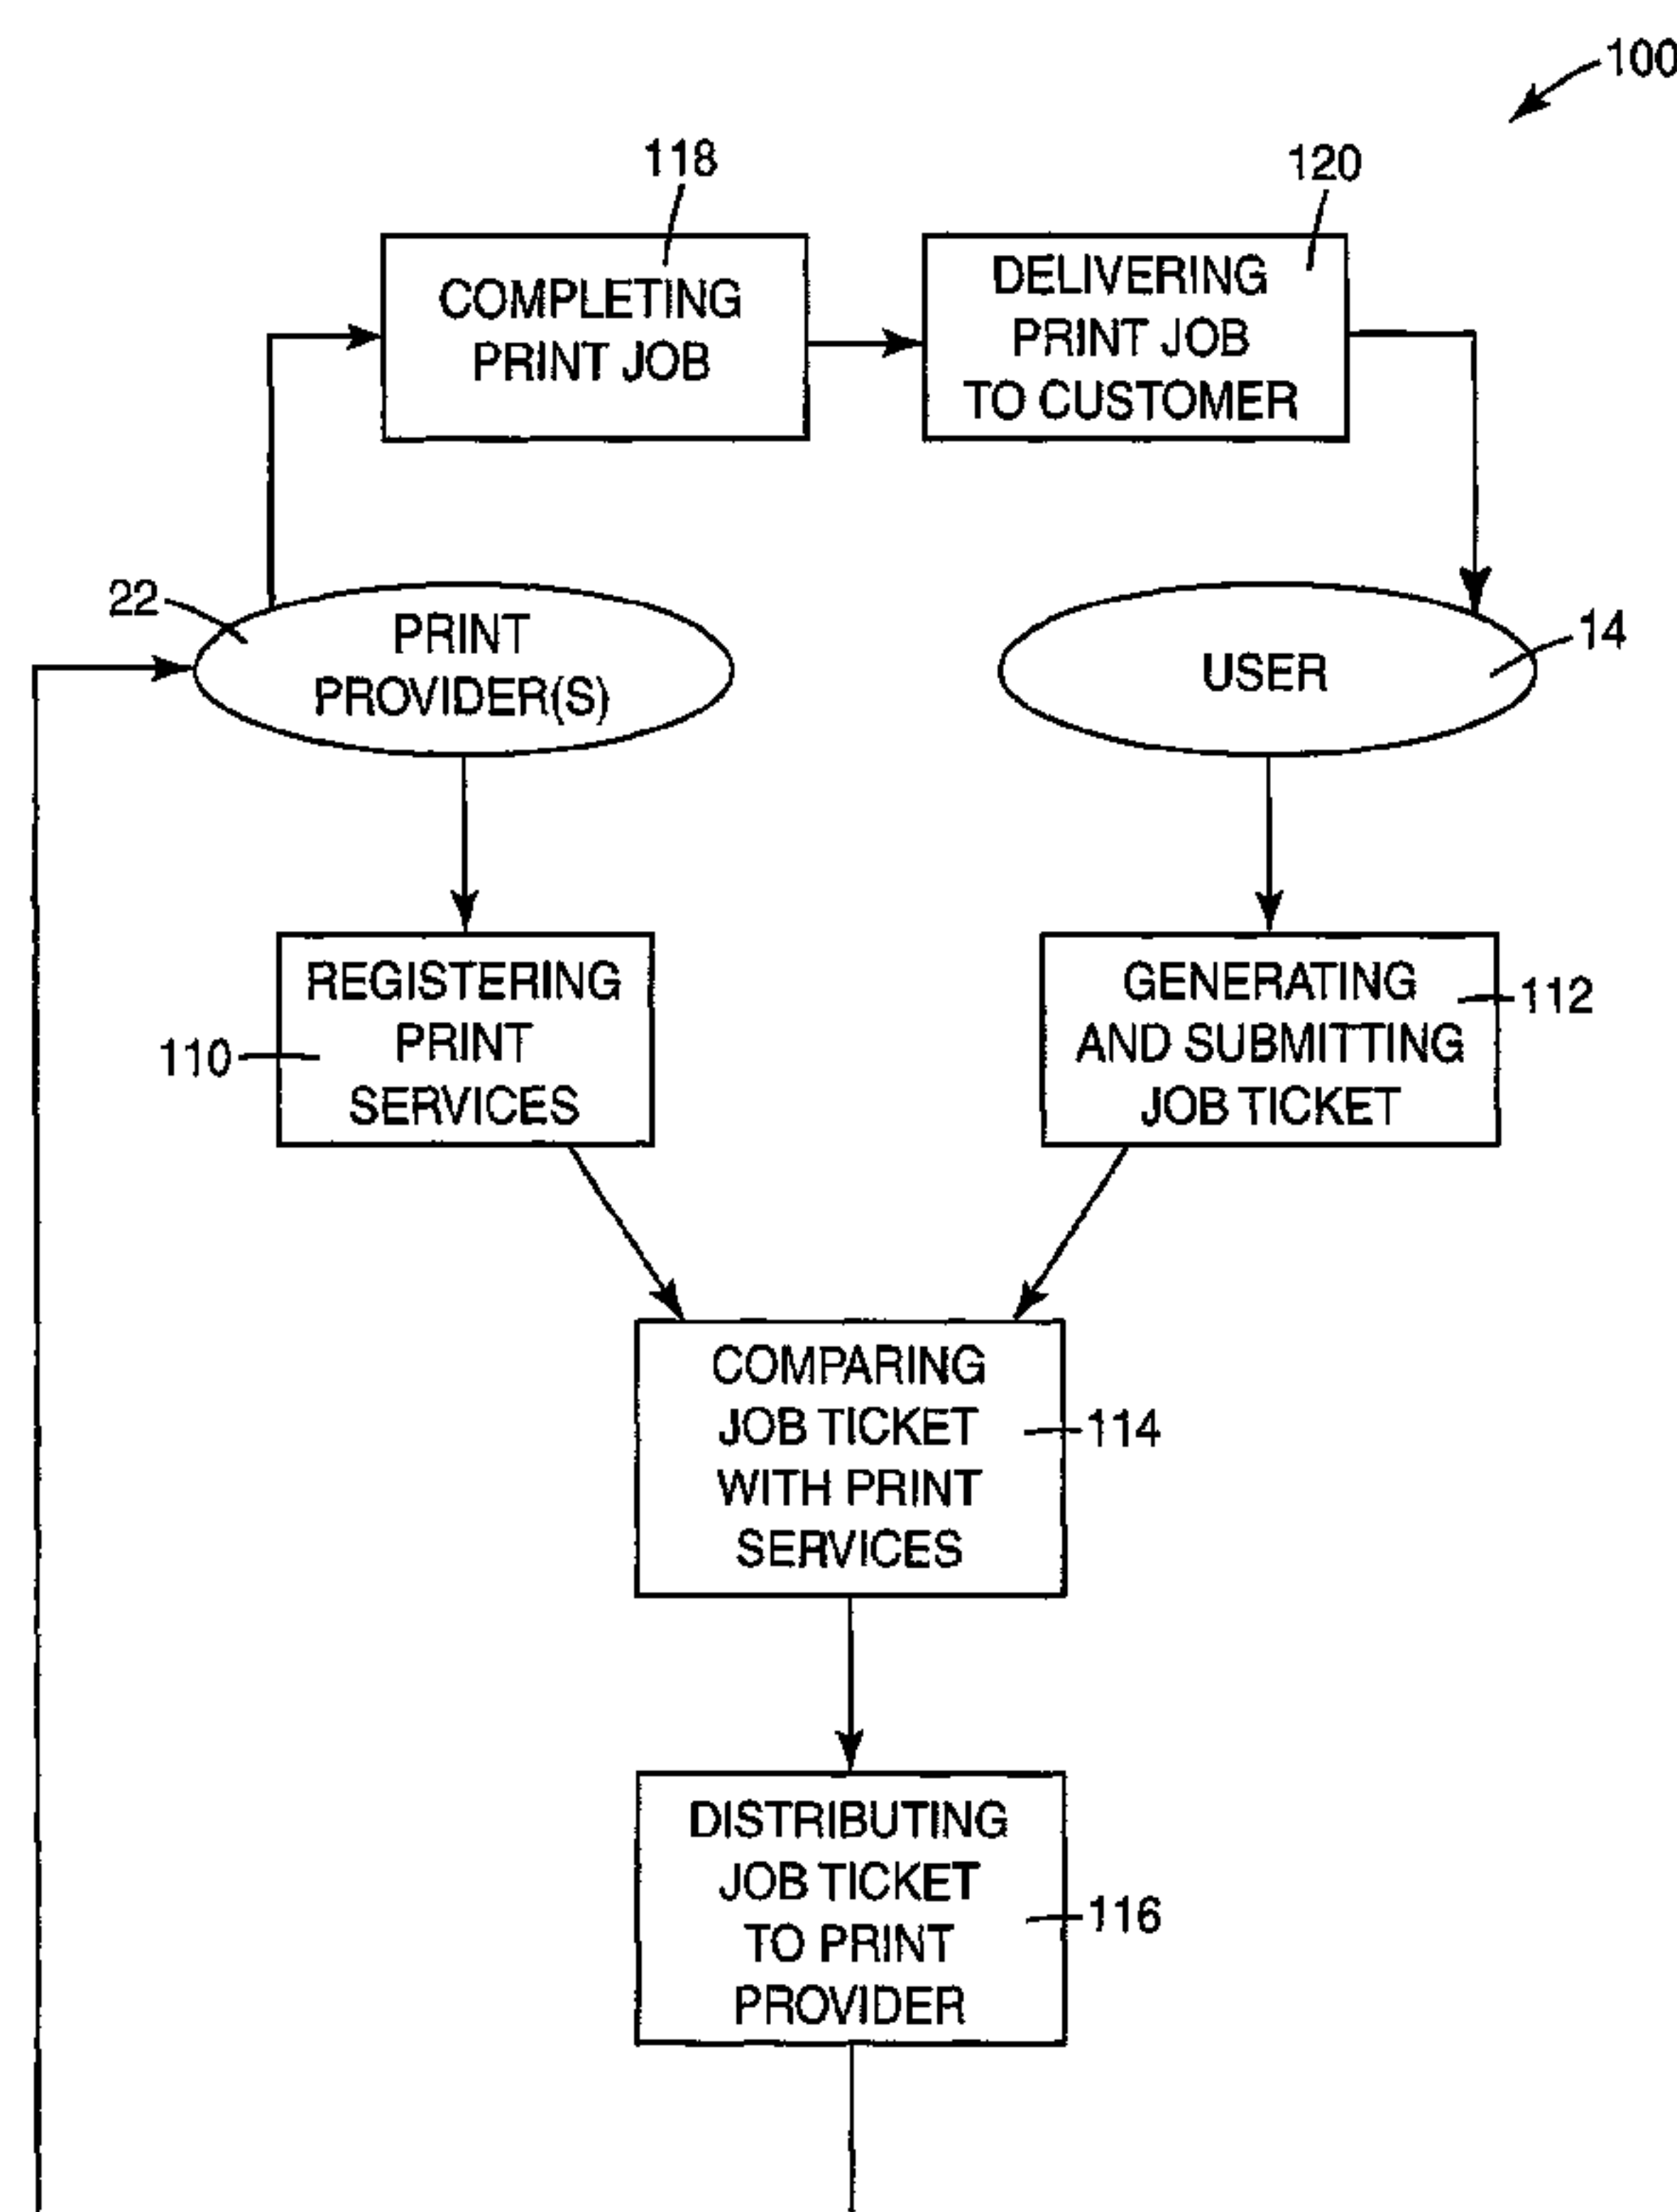 100
118
120
COMPLETING
PRINT JOB
DELIVERING
PRINT JOB
TO CUSTOMER
22
PRINT
PROVIDER(S)
USER
14
REGISTERING
PRINT
SERVICES
110
GENERATING
AND SUBMITTING
JOB TICKET
112
COMPARING
JOB TICKET
WITH PRINT
SERVICES
114
DISTRIBUTING
JOB TICKET
TO PRINT
PROVIDER
116